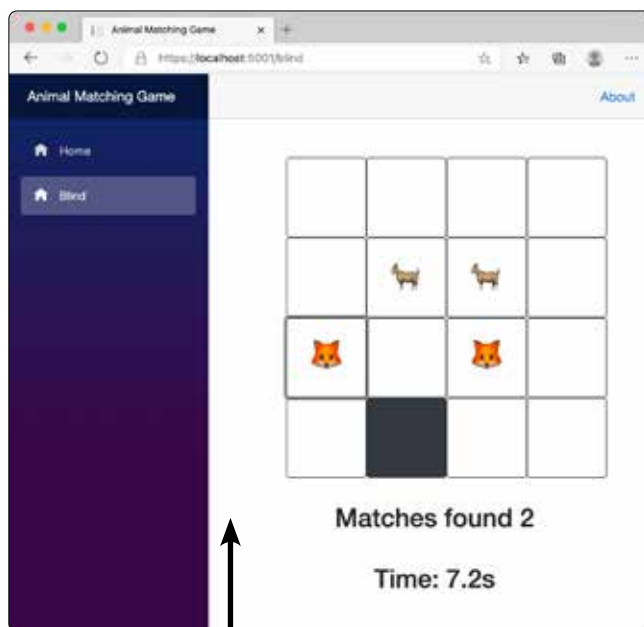 Animal Matching Game
https://localhost:5001/blind
Animal Matching Game
About
Home
Blind
Matches found 2
Time: 7.2s